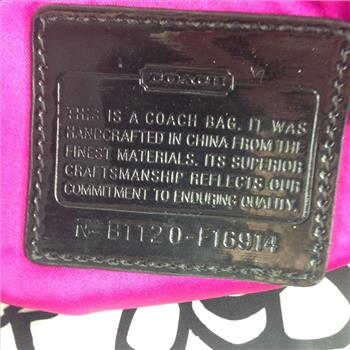 COACH
THIS IS A COACH BAG. IT WAS
HANDCRAFTED IN CHINA FROM THE
FINEST MATERIALS. ITS SUPERIOR
CRAFTSMANSHIP REFLECTS OUR
COMMITMENT TO ENDURING QUALITY.
Nº B1120-F16914